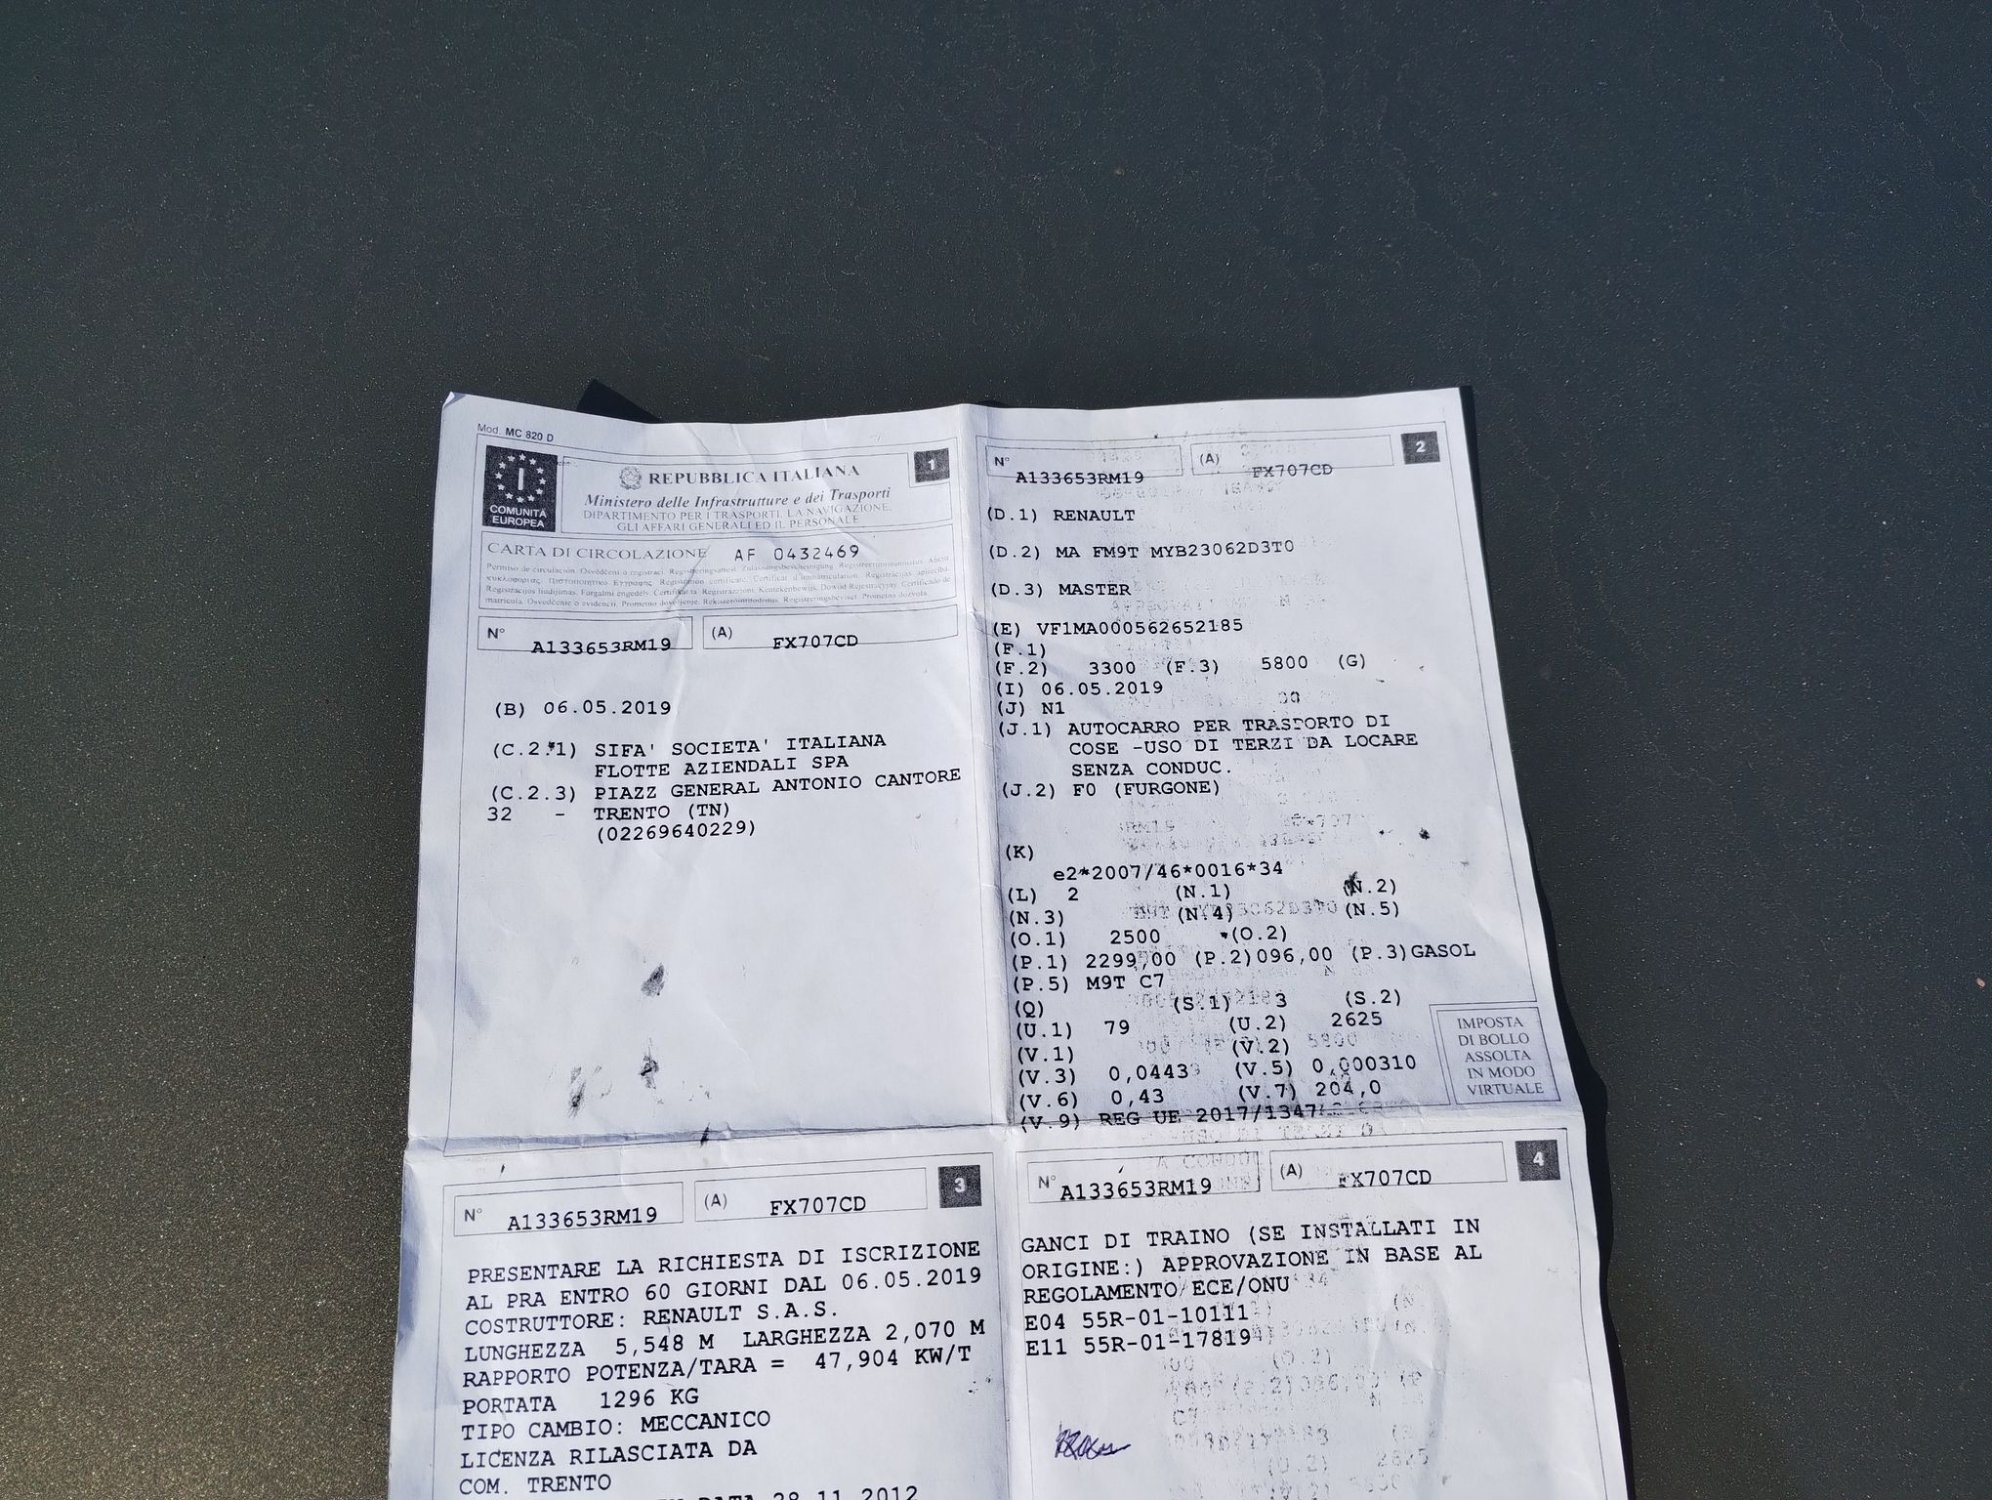 Mod. MC 820 D
I
COMUNITÀ
EUROPEA
REPUBBLICA ITALIANA
Ministero delle Infrastrutture e dei Trasporti
DIPARTIMENTO PER I TRASPORTI, LA NAVIGAZIONE,
GLI AFFARI GENERALI ED IL PERSONALE
1
CARTA DI CIRCOLAZIONE AF 0432469
N° A133653RM19 (A) FX707CD
(B) 06.05.2019
(C.2.1) SIFA' SOCIETA' ITALIANA
FLOTTE AZIENDALI SPA
(C.2.3) PIAZZ GENERAL ANTONIO CANTORE
32 - TRENTO (TN)
(02269640229)
N° A133653RM19 (A) FX707CD 2
(D.1) RENAULT
(D.2) MA FM9T MYB23062D3T0
(D.3) MASTER
(E) VF1MA000562652185
(F.1)
(F.2) 3300 (F.3) 5800 (G)
(I) 06.05.2019
(J) N1
(J.1) AUTOCARRO PER TRASPORTO DI
COSE -USO DI TERZI DA LOCARE
SENZA CONDUC.
(J.2) F0 (FURGONE)
(K)
e2*2007/46*0016*34
(L) 2 (N.1) (N.2)
(N.3) (N.4) (N.5)
(O.1) 2500 (O.2)
(P.1) 2299,00 (P.2)096,00 (P.3)GASOL
(P.5) M9T C7
(Q) (S.1) 3 (S.2)
(U.1) 79 (U.2) 2625
(V.1) (V.2)
(V.3) 0,0443 (V.5) 0,000310
(V.6) 0,43 (V.7) 204,0
(V.9) REG UE 2017/1347
IMPOSTA
DI BOLLO
ASSOLTA
IN MODO
VIRTUALE
N° A133653RM19 (A) FX707CD 3
PRESENTARE LA RICHIESTA DI ISCRIZIONE
AL PRA ENTRO 60 GIORNI DAL 06.05.2019
COSTRUTTORE: RENAULT S.A.S.
LUNGHEZZA 5,548 M LARGHEZZA 2,070 M
RAPPORTO POTENZA/TARA = 47,904 KW/T
PORTATA 1296 KG
TIPO CAMBIO: MECCANICO
LICENZA RILASCIATA DA
COM. TRENTO
DATA 28.11.2012
N° A133653RM19 (A) FX707CD 4
GANCI DI TRAINO (SE INSTALLATI IN
ORIGINE:) APPROVAZIONE IN BASE AL
REGOLAMENTO ECE/ONU
E04 55R-01-10111
E11 55R-01-17819